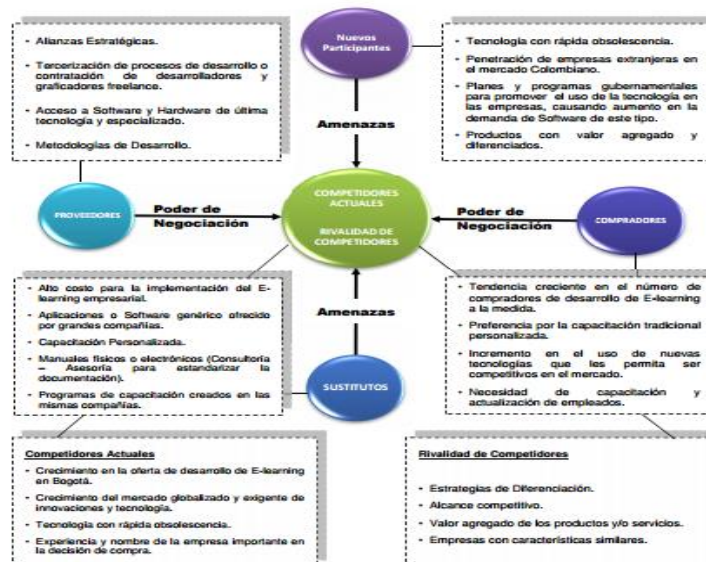 - Alianzas Estratégicas.
- Tercerización de procesos de desarrollo o
contratación de desarrolladores y
graficadores freelance.
- Acceso a Software y Hardware de última
tecnología y especializado.
- Metodologías de Desarrollo.
Nuevos
Participantes
- Tecnología con rápida obsolescencia.
- Penetración de empresas extranjeras en
el mercado Colombiano.
- Planes y programas gubernamentales
para promover el uso de la tecnología en
las empresas, causando aumento en la
demanda de Software de este tipo.
- Productos con valor agregado y
diferenciados.
Amenazas
PROVEEDORES
Poder de
Negociación
COMPETIDORES
ACTUALES
RIVALIDAD DE
COMPETIDORES
Poder de
Negociación
COMPRADORES
- Alto costo para la implementación del E-
learning empresarial.
- Aplicaciones o Software genérico ofrecido
por grandes compañías.
- Capacitación Personalizada.
- Manuales físicos o electrónicos (Consultoría
– Asesoría para estandarizar la
documentación).
- Programas de capacitación creados en las
mismas compañías.
Amenazas
SUSTITUTOS
- Tendencia creciente en el número de
compradores de desarrollo de E-learning
a la medida.
- Preferencia por la capacitación tradicional
personalizada.
- Incremento en el uso de nuevas
tecnologías que les permita ser
competitivos en el mercado.
- Necesidad de capacitación y
actualización de empleados.
Competidores Actuales
- Crecimiento en la oferta de desarrollo de E-learning
en Bogotá.
- Crecimiento del mercado globalizado y exigente de
innovaciones y tecnología.
- Tecnología con rápida obsolescencia.
- Experiencia y nombre de la empresa importante en
la decisión de compra.
Rivalidad de Competidores
- Estrategias de Diferenciación.
- Alcance competitivo.
- Valor agregado de los productos y/o servicios.
- Empresas con características similares.